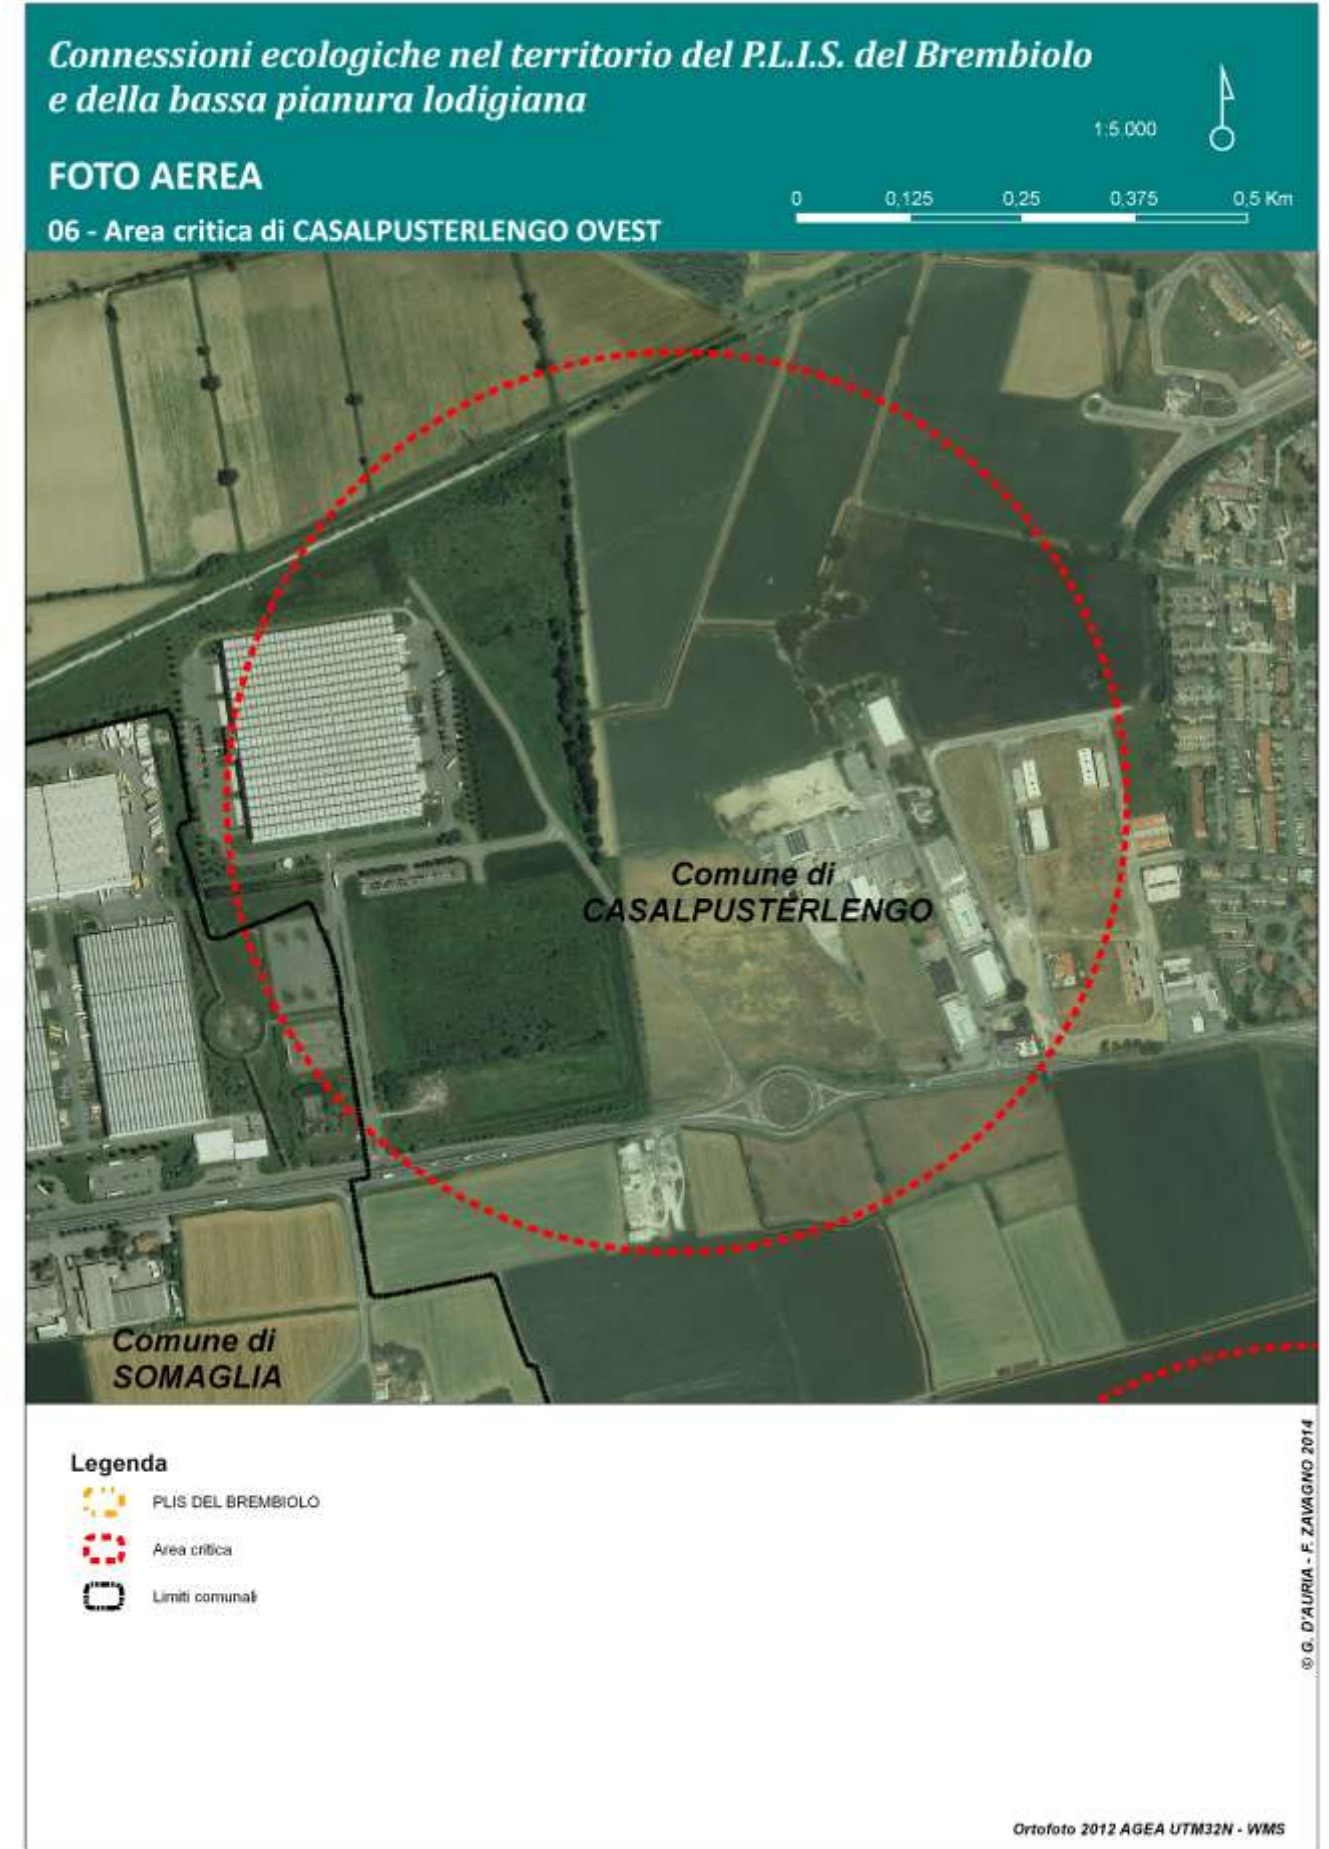 Connessioni ecologiche nel territorio del P.L.I.S. del Brembiolo
e della bassa pianura lodigiana
1:5.000
FOTO AEREA
0 0,125 0,25 0,375 0,5 Km
06 - Area critica di CASALPUSTERLENGO OVEST
Comune di
CASALPUSTERLENGO
Comune di
SOMAGLIA
Legenda
PLIS DEL BREMBIOLO
Area critica
Limiti comunali
© G. D'AURIA - F. ZAVAGNO 2014
Ortofoto 2012 AGEA UTM32N - WMS